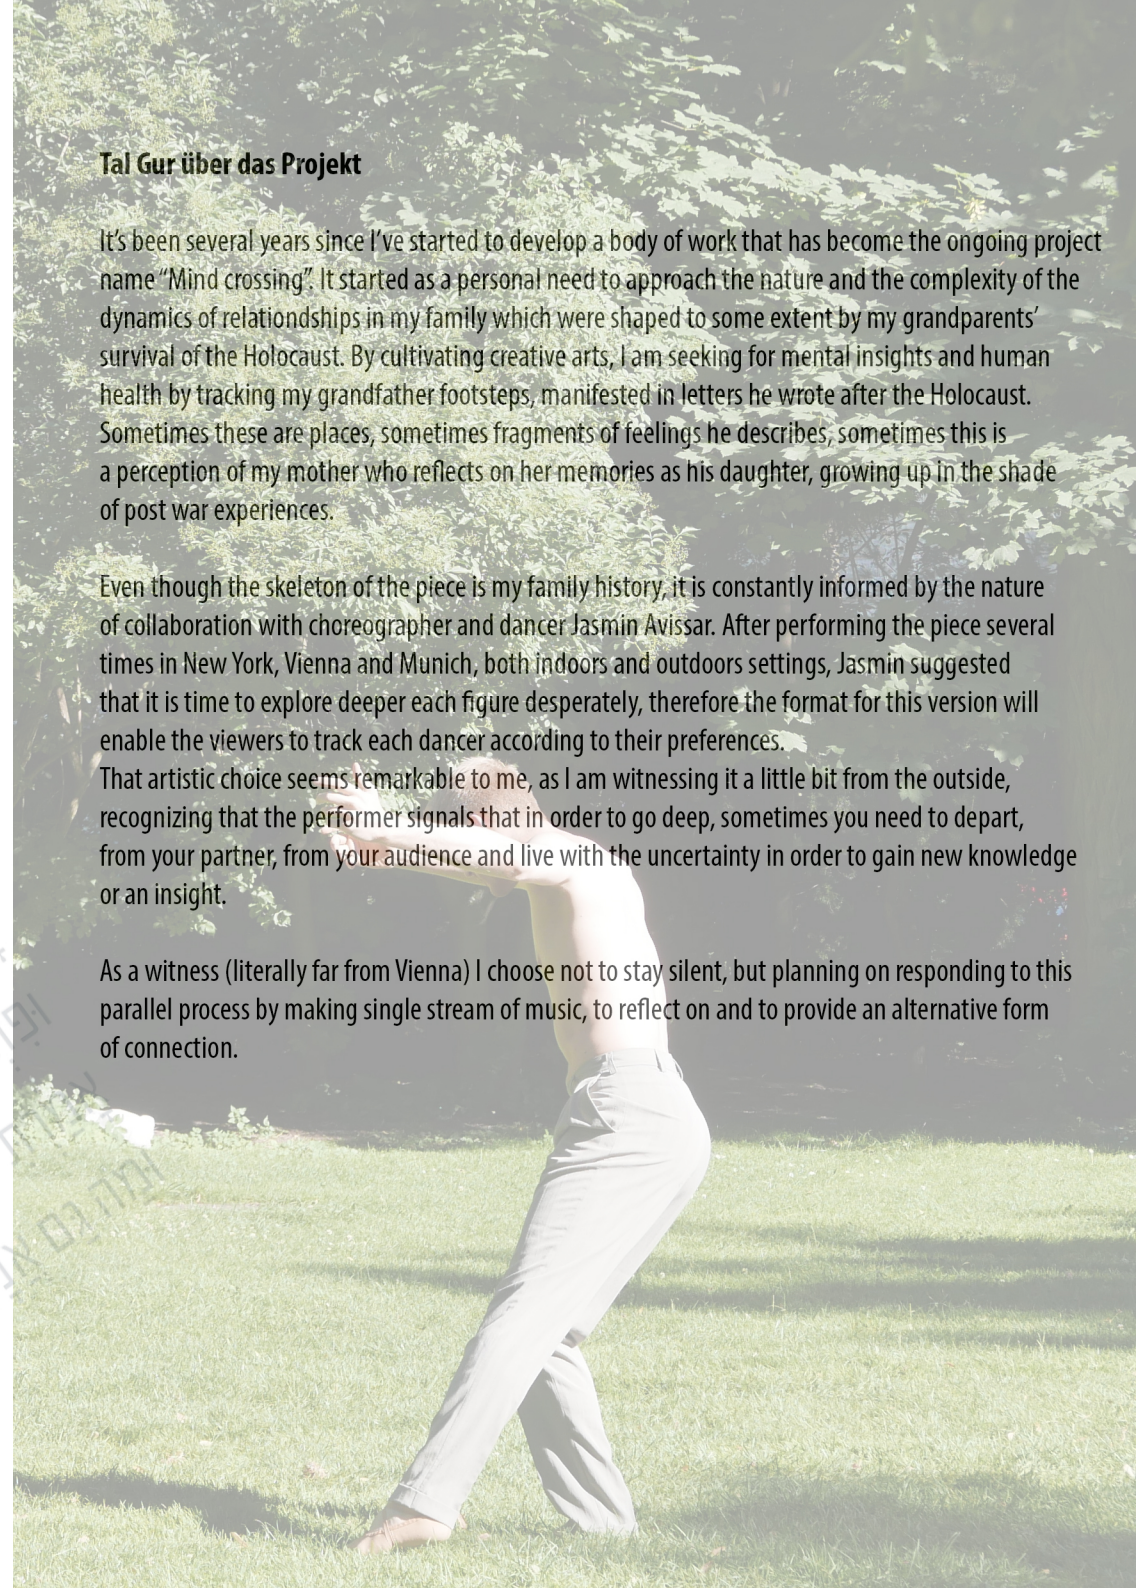 Tal Gur über das Projekt
It’s been several years since I’ve started to develop a body of work that has become the ongoing project
name “Mind crossing”. It started as a personal need to approach the nature and the complexity of the
dynamics of relationdships in my family which were shaped to some extent by my grandparents’
survival of the Holocaust. By cultivating creative arts, I am seeking for mental insights and human
health by tracking my grandfather footsteps, manifested in letters he wrote after the Holocaust.
Sometimes these are places, sometimes fragments of feelings he describes, sometimes this is
a perception of my mother who reflects on her memories as his daughter, growing up in the shade
of post war experiences.
Even though the skeleton of the piece is my family history, it is constantly informed by the nature
of collaboration with choreographer and dancer Jasmin Avissar. After performing the piece several
times in New York, Vienna and Munich, both indoors and outdoors settings, Jasmin suggested
that it is time to explore deeper each figure desperately, therefore the format for this version will
enable the viewers to track each dancer according to their preferences.
That artistic choice seems remarkable to me, as I am witnessing it a little bit from the outside,
recognizing that the performer signals that in order to go deep, sometimes you need to depart,
from your partner, from your audience and live with the uncertainty in order to gain new knowledge
or an insight.
As a witness (literally far from Vienna) I choose not to stay silent, but planning on responding to this
parallel process by making single stream of music, to reflect on and to provide an alternative form
of connection.
ומה גם